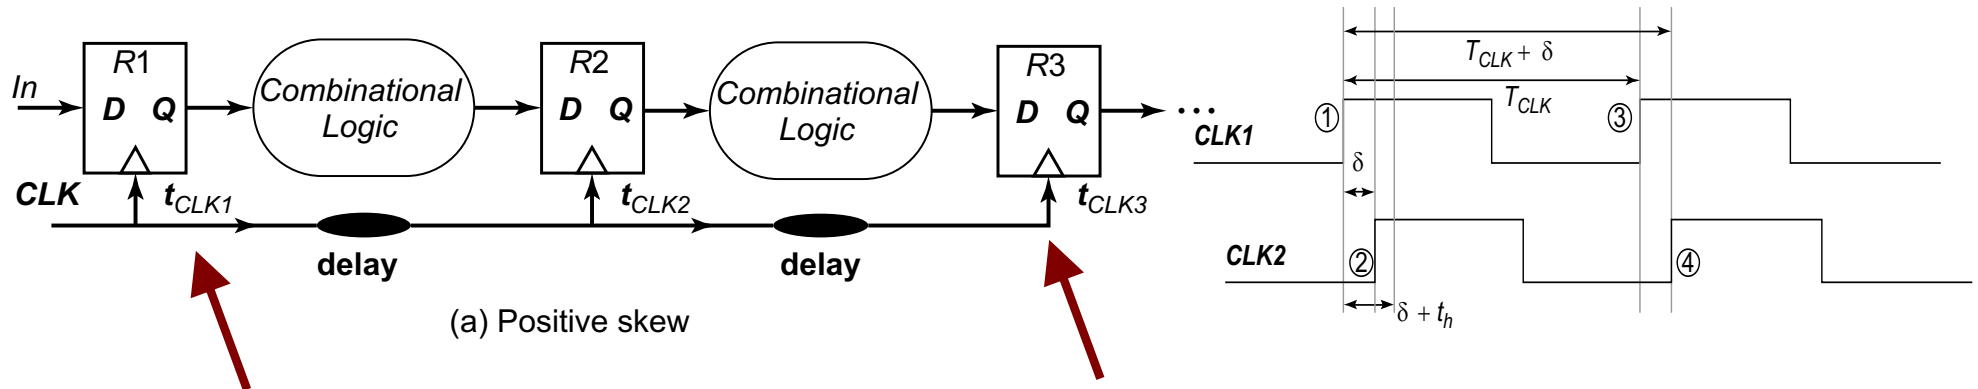 In
R1
D Q
Combinational
Logic
R2
D Q
Combinational
Logic
R3
D Q
...
CLK
tCLK1
tCLK2
tCLK3
delay
delay
(a) Positive skew
TCLK + δ
TCLK
①
③
CLK1
δ
CLK2
②
④
δ + th